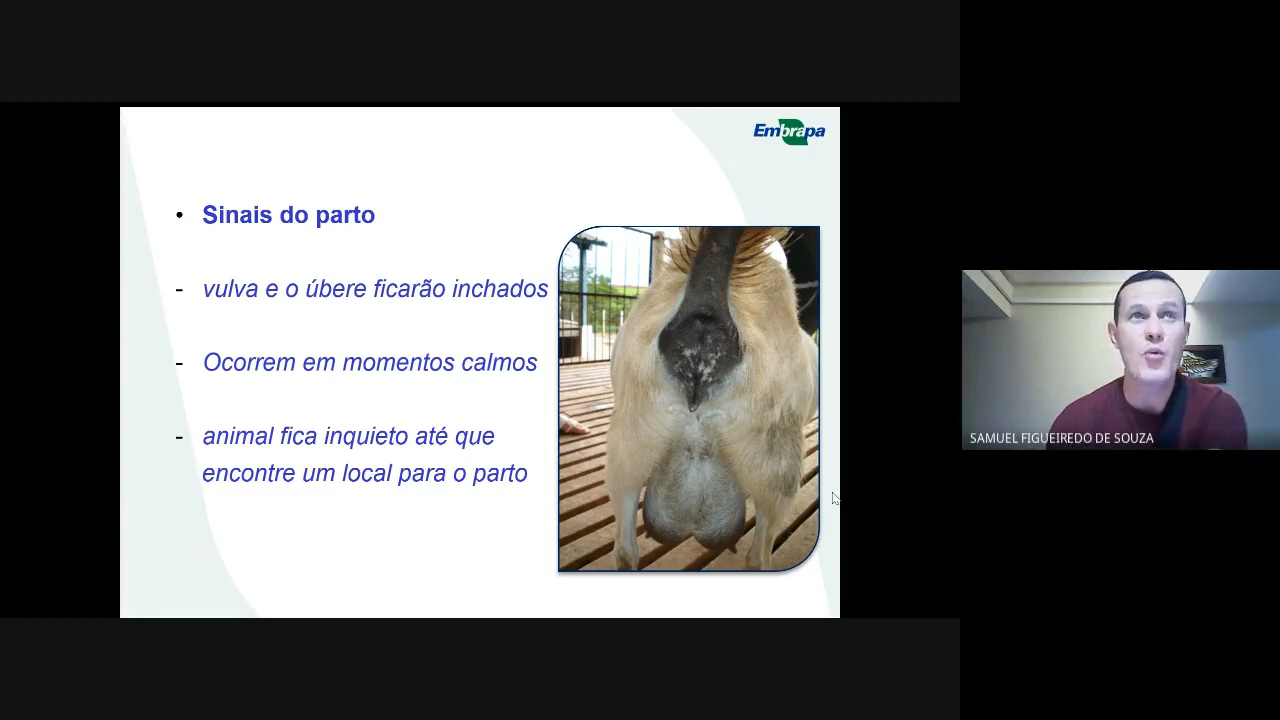 Embrapa
• Sinais do parto
- vulva e o úbere ficarão inchados
- Ocorrem em momentos calmos
- animal fica inquieto até que
encontre um local para o parto
SAMUEL FIGUEIREDO DE SOUZA